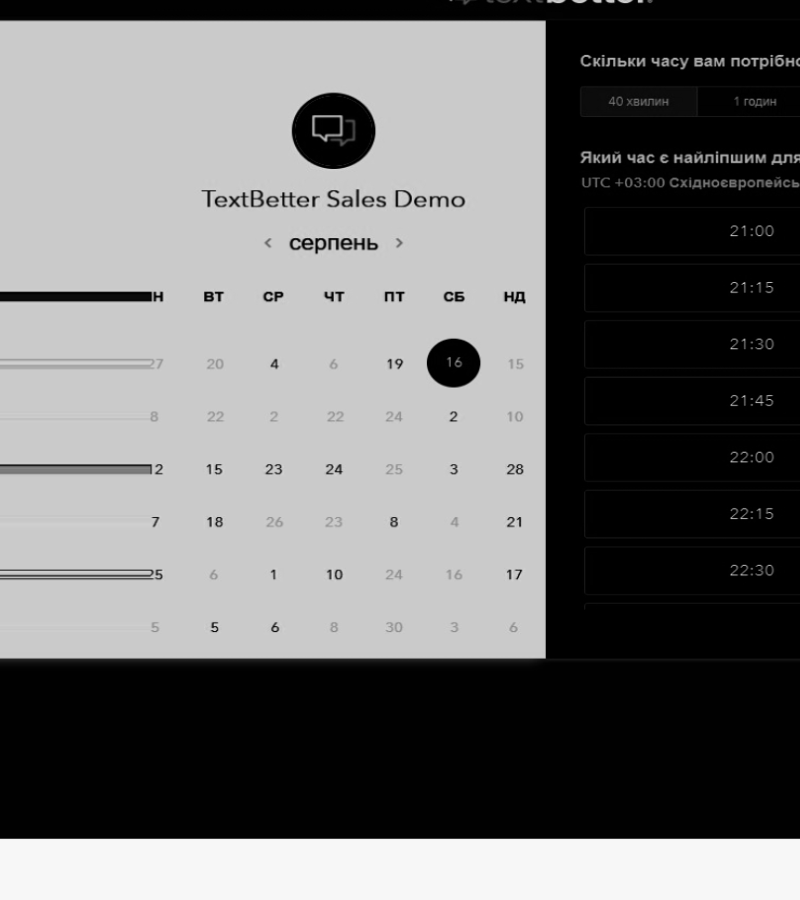 textbetter.
TextBetter Sales Demo
< серпень >
Н ВТ СР ЧТ ПТ СБ НД
27 20 4 6 19 16 15
8 22 2 22 24 2 10
12 15 23 24 25 3 28
7 18 26 23 8 4 21
25 6 1 10 24 16 17
5 5 6 8 30 3 6
Скільки часу вам потрібно
40 хвилин 1 годин
Який час є найліпшим для
UTC +03:00 Східноєвропейсь
21:00
21:15
21:30
21:45
22:00
22:15
22:30